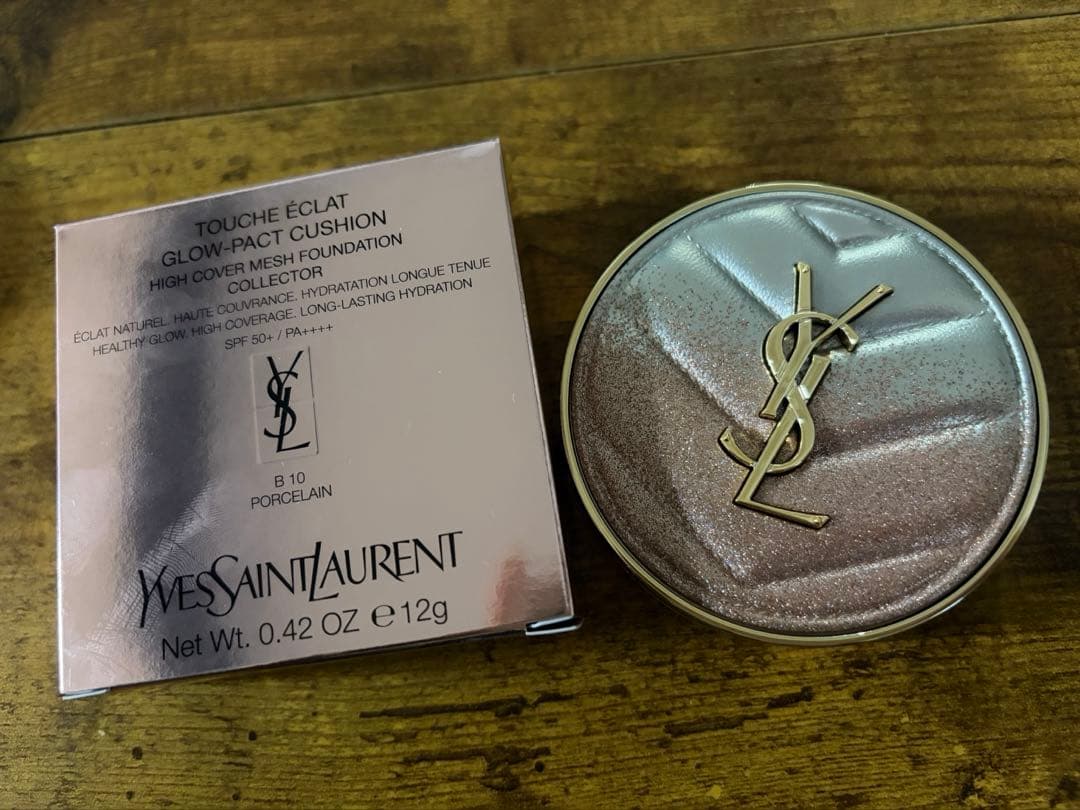 TOUCHE ÉCLAT
GLOW-PACT CUSHION
HIGH COVER MESH FOUNDATION
COLLECTOR
ÉCLAT NATUREL. HAUTE COUVRANCE. HYDRATATION LONGUE TENUE
HEALTHY GLOW. HIGH COVERAGE. LONG-LASTING HYDRATION
SPF 50+ / PA++++
YSL
B 10
PORCELAIN
YVESSAINTLAURENT
Net Wt. 0.42 OZ e 12g
YSL